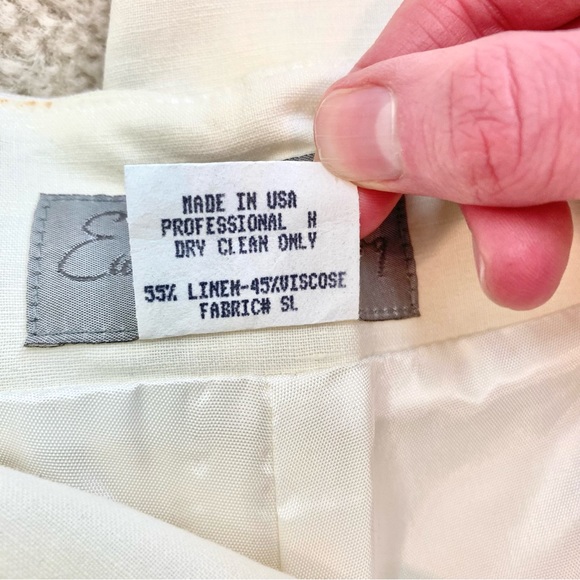 MADE IN USA
PROFESSIONAL H
DRY CLEAN ONLY
55% LINEN-45%VISCOSE
FABRIC# SL